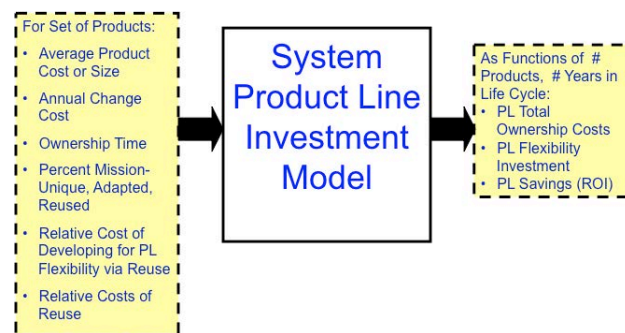 For Set of Products:
• Average Product
Cost or Size
• Annual Change
Cost
• Ownership Time
• Percent Mission-
Unique, Adapted,
Reused
• Relative Cost of
Developing for PL
Flexibility via Reuse
• Relative Costs of
Reuse
System
Product Line
Investment
Model
As Functions of #
Products, # Years in
Life Cycle:
• PL Total
Ownership Costs
• PL Flexibility
Investment
• PL Savings (ROI)